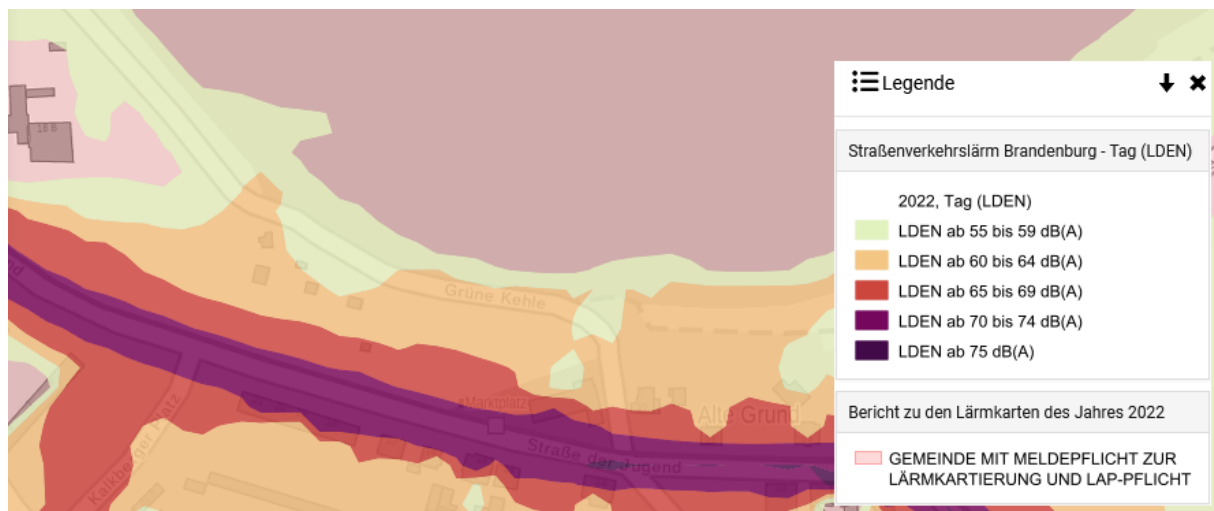 Legende
Straßenverkehrslärm Brandenburg - Tag (LDEN)
2022, Tag (LDEN)
LDEN ab 55 bis 59 dB(A)
LDEN ab 60 bis 64 dB(A)
LDEN ab 65 bis 69 dB(A)
LDEN ab 70 bis 74 dB(A)
LDEN ab 75 dB(A)
Bericht zu den Lärmkarten des Jahres 2022
GEMEINDE MIT MELDEPFLICHT ZUR
LÄRMKARTIERUNG UND LAP-PFLICHT
16 B
Grüne Kehle
Marktplatz
Alte Grund
Straße der Jugend
Kalkberger Platz